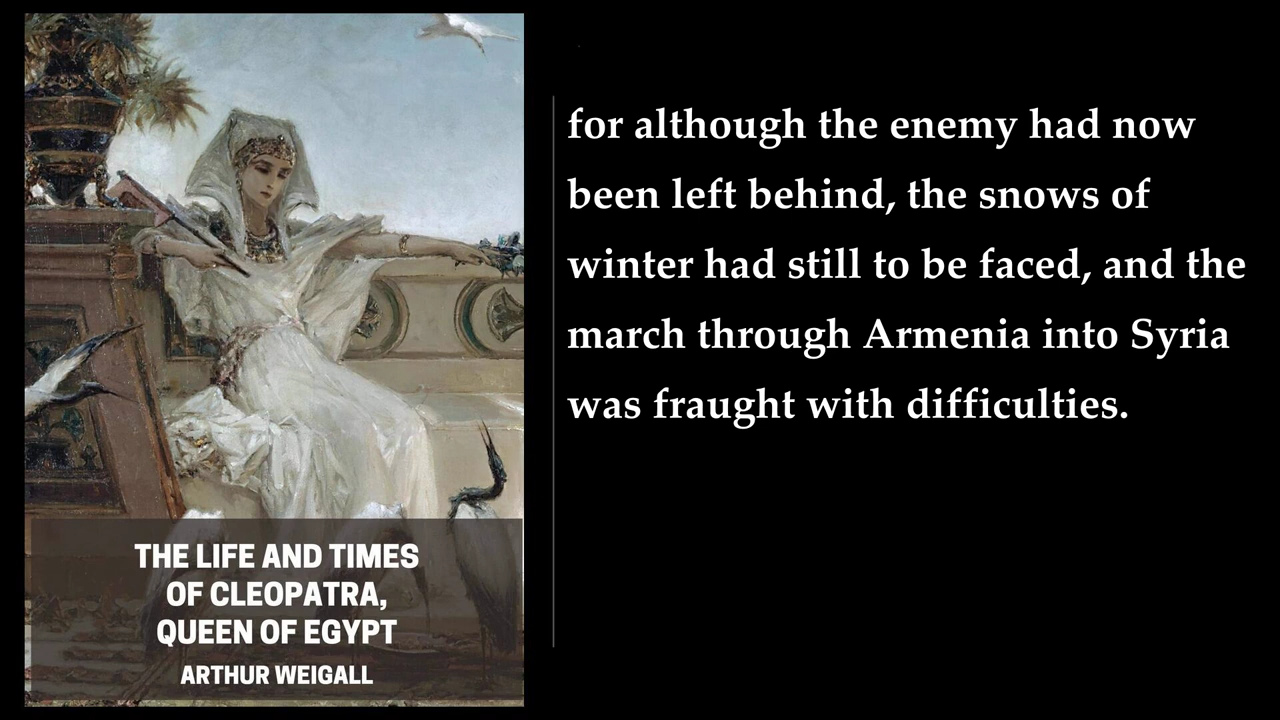 for although the enemy had now
been left behind, the snows of
winter had still to be faced, and the
march through Armenia into Syria
was fraught with difficulties.
THE LIFE AND TIMES
OF CLEOPATRA,
QUEEN OF EGYPT
ARTHUR WEIGALL